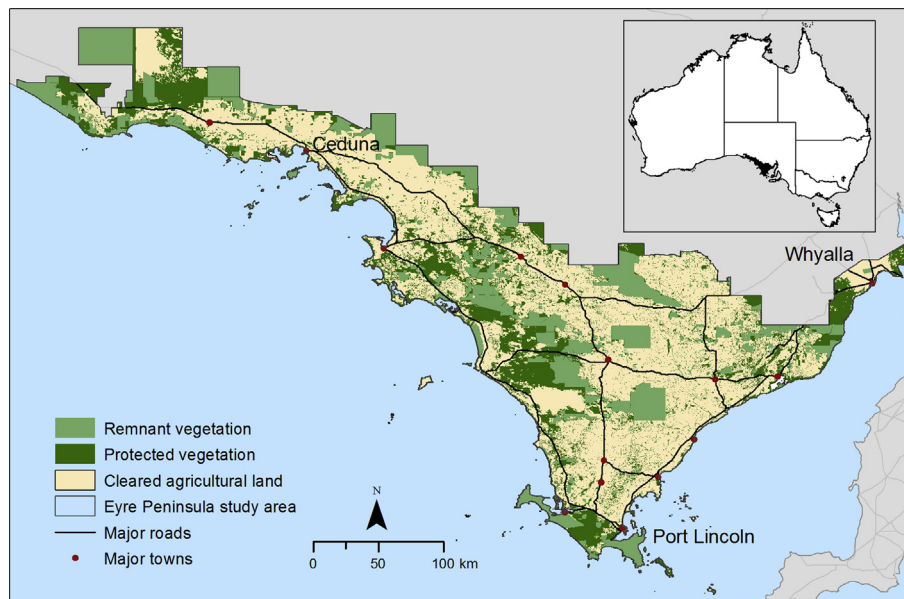 Ceduna
Whyalla
Remnant vegetation
Protected vegetation
Cleared agricultural land
Eyre Peninsula study area
Major roads
Major towns
N
0 50 100 km
Port Lincoln